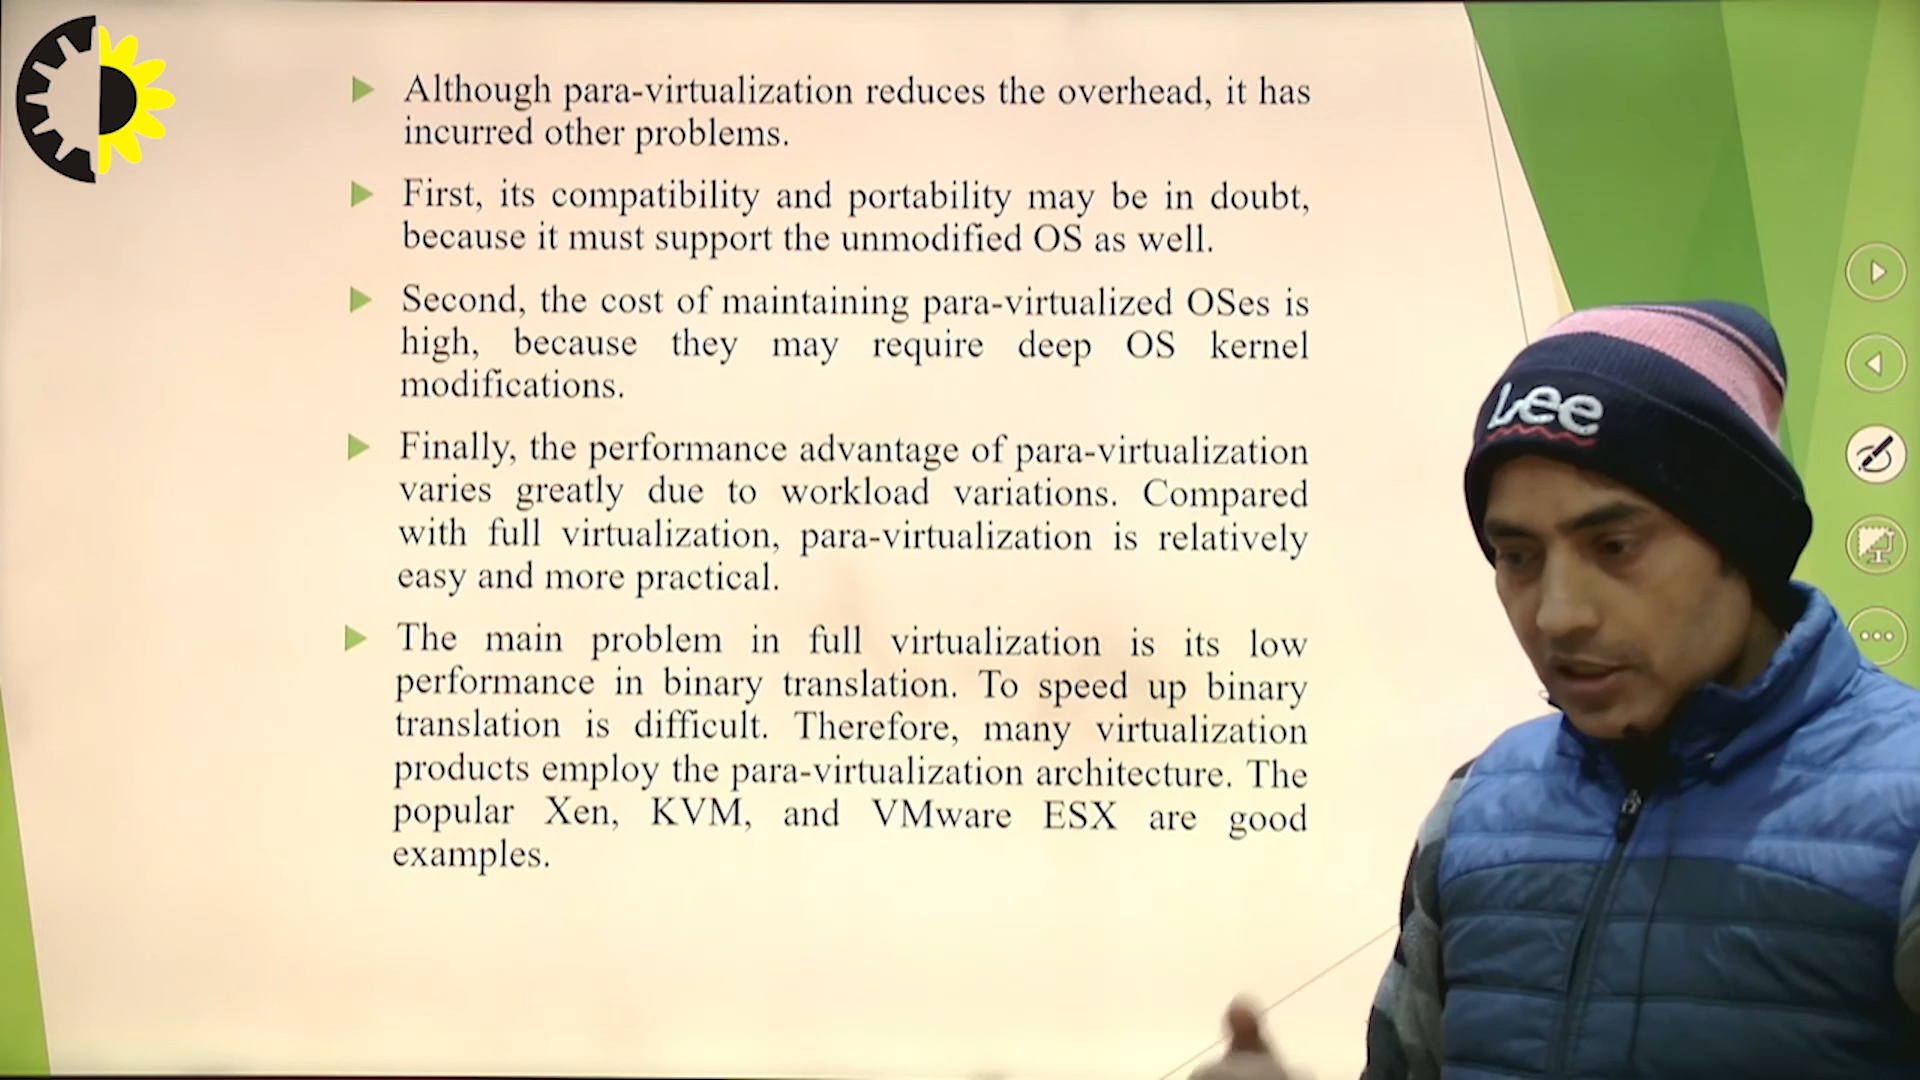 Although para-virtualization reduces the overhead, it has
incurred other problems.
First, its compatibility and portability may be in doubt,
because it must support the unmodified OS as well.
Second, the cost of maintaining para-virtualized OSes is
high, because they may require deep OS kernel
modifications.
Finally, the performance advantage of para-virtualization
varies greatly due to workload variations. Compared
with full virtualization, para-virtualization is relatively
easy and more practical.
The main problem in full virtualization is its low
performance in binary translation. To speed up binary
translation is difficult. Therefore, many virtualization
products employ the para-virtualization architecture. The
popular Xen, KVM, and VMware ESX are good
examples.
Lee